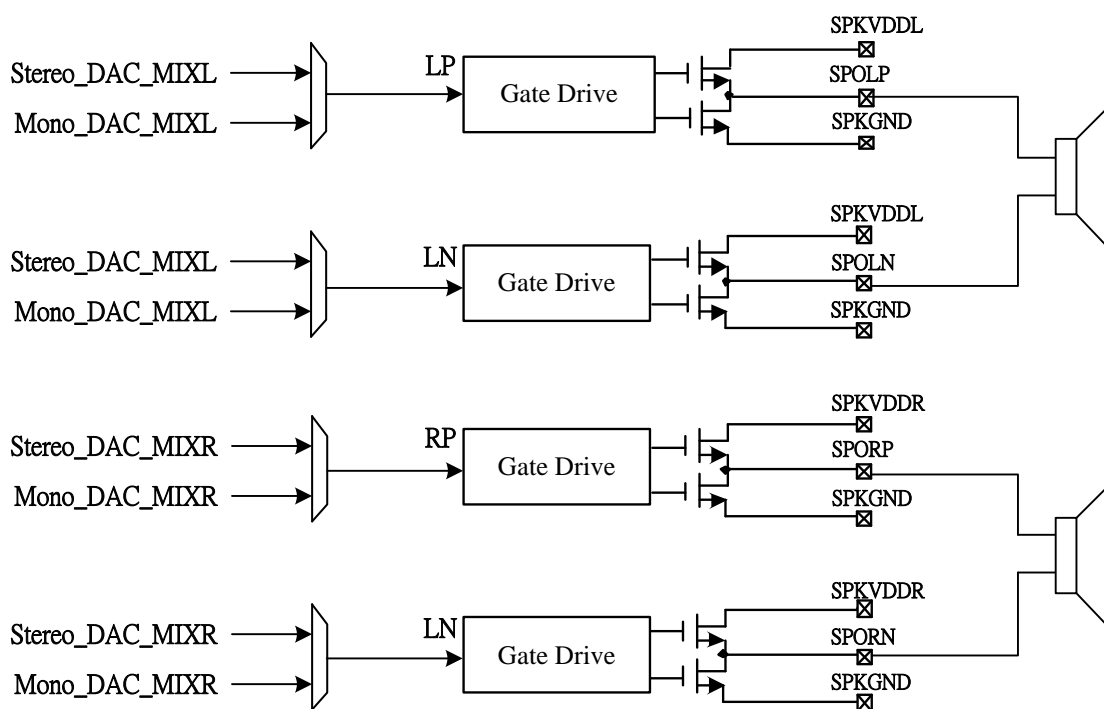 SPKVDDL
LP
Stereo_DAC_MIXL
SPOLP
Gate Drive
Mono_DAC_MIXL
SPKGND
SPKVDDL
LN
Stereo_DAC_MIXL
SPOLN
Gate Drive
Mono_DAC_MIXL
SPKGND
SPKVDDR
RP
Stereo_DAC_MIXR
SPORP
Gate Drive
Mono_DAC_MIXR
SPKGND
SPKVDDR
LN
Stereo_DAC_MIXR
SPORN
Gate Drive
Mono_DAC_MIXR
SPKGND